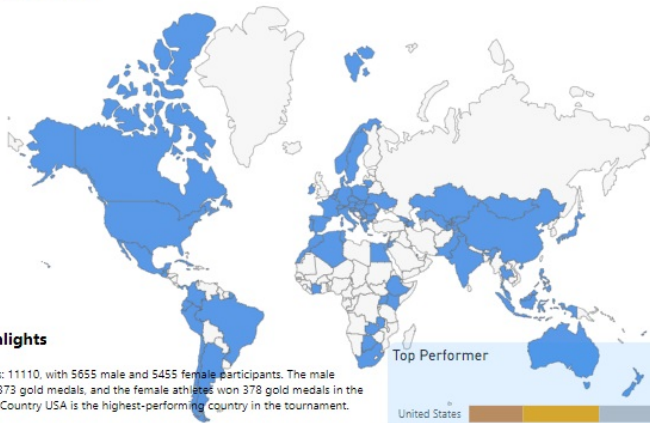 hlights
s: 11110, with 5655 male and 5455 female participants. The male
373 gold medals, and the female athletes won 378 gold medals in the
Country USA is the highest-performing country in the tournament.
Top Performer
United States